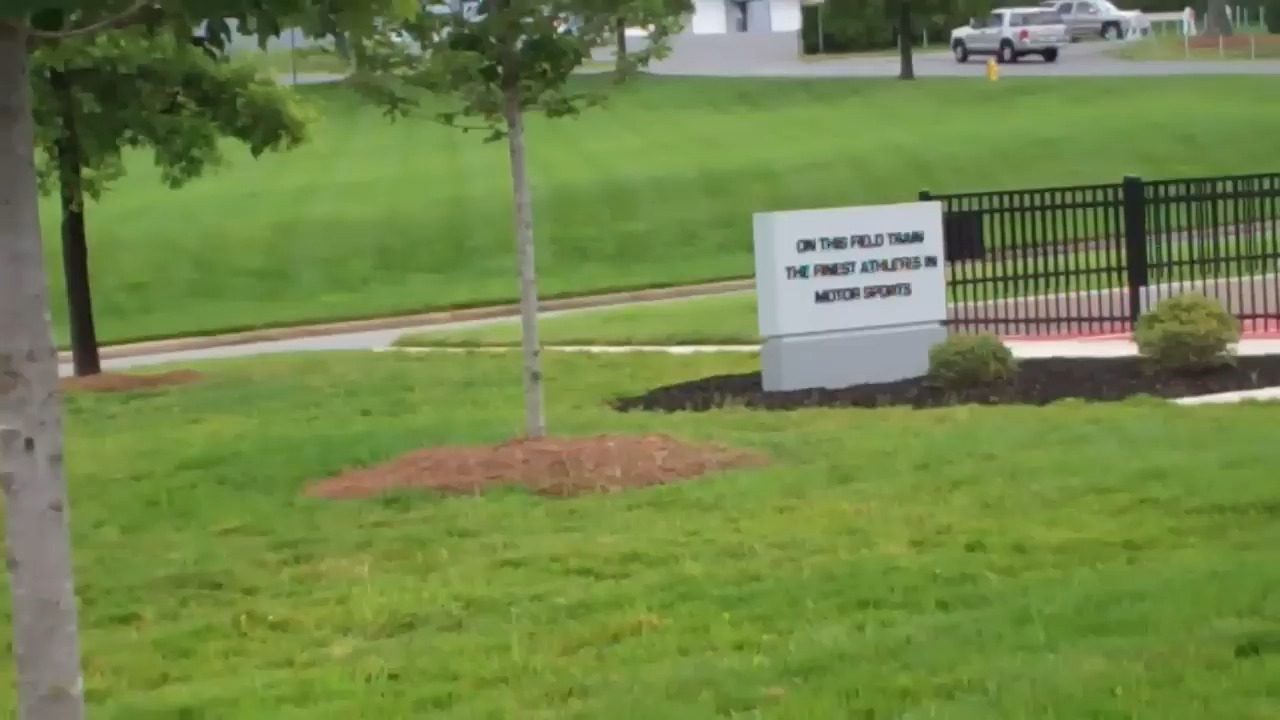 ON THIS FIELD TRAIN
THE FINEST ATHLETES IN
MOTOR SPORTS